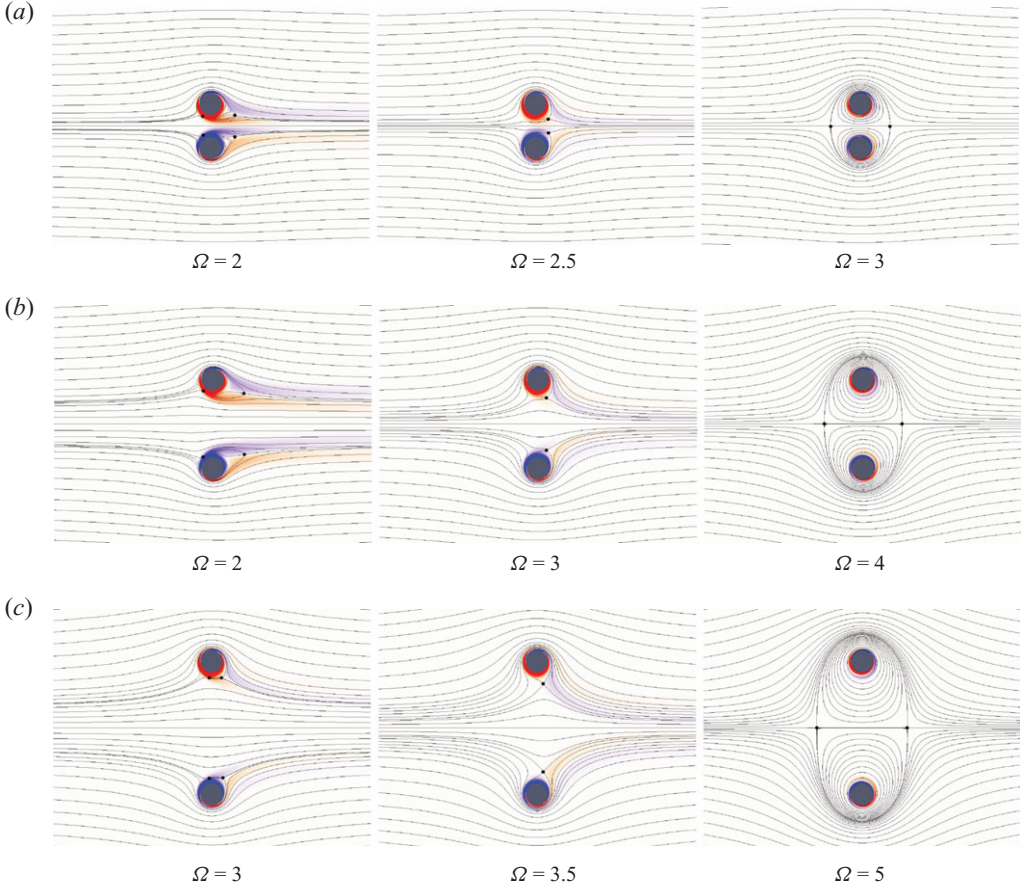 (a)
Ω = 2 Ω = 2.5 Ω = 3
(b)
Ω = 2 Ω = 3 Ω = 4
(c)
Ω = 3 Ω = 3.5 Ω = 5